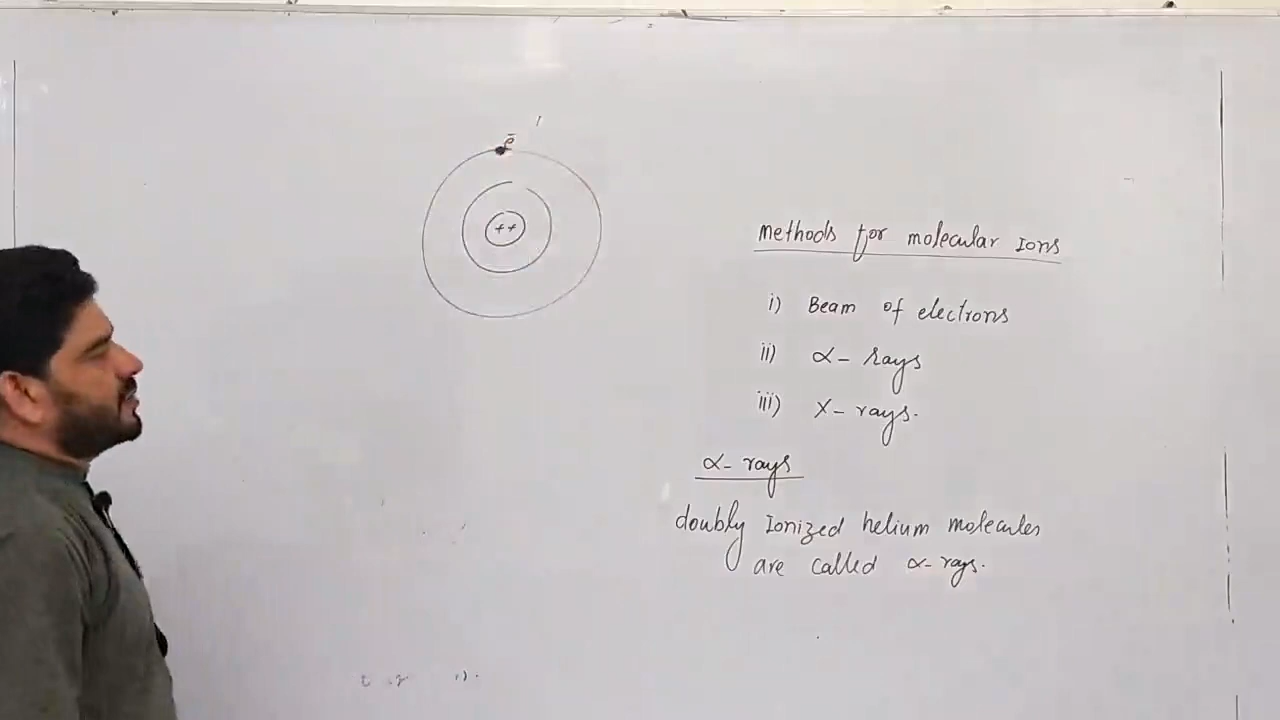 ē
++
methods for molecular Ions
i) Beam of electrons
ii) α- rays
iii) X- rays.
α- rays
doubly Ionized helium molecules
are called α-rays.